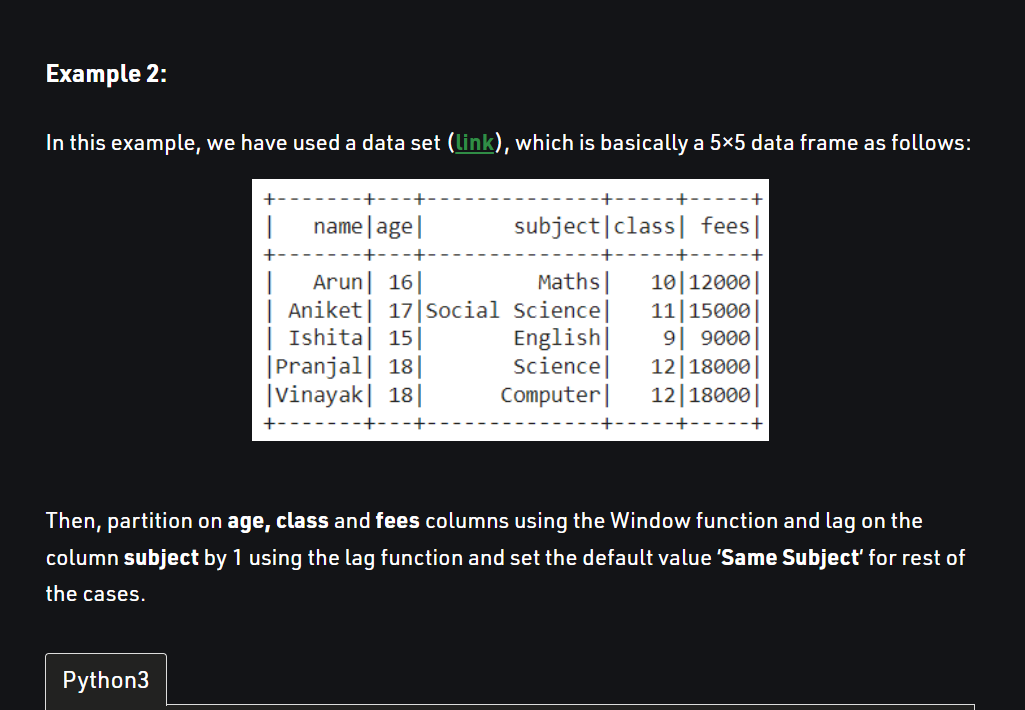 Example 2:
In this example, we have used a data set (link), which is basically a 5×5 data frame as follows:
+-------+---+--------------+-----+-----+
|   name|age|       subject|class| fees|
+-------+---+--------------+-----+-----+
|   Arun| 16|         Maths|   10|12000|
| Aniket| 17|Social Science|   11|15000|
| Ishita| 15|       English|    9| 9000|
|Pranjal| 18|       Science|   12|18000|
|Vinayak| 18|      Computer|   12|18000|
+-------+---+--------------+-----+-----+
Then, partition on age, class and fees columns using the Window function and lag on the
column subject by 1 using the lag function and set the default value ‘Same Subject‘ for rest of
the cases.
Python3